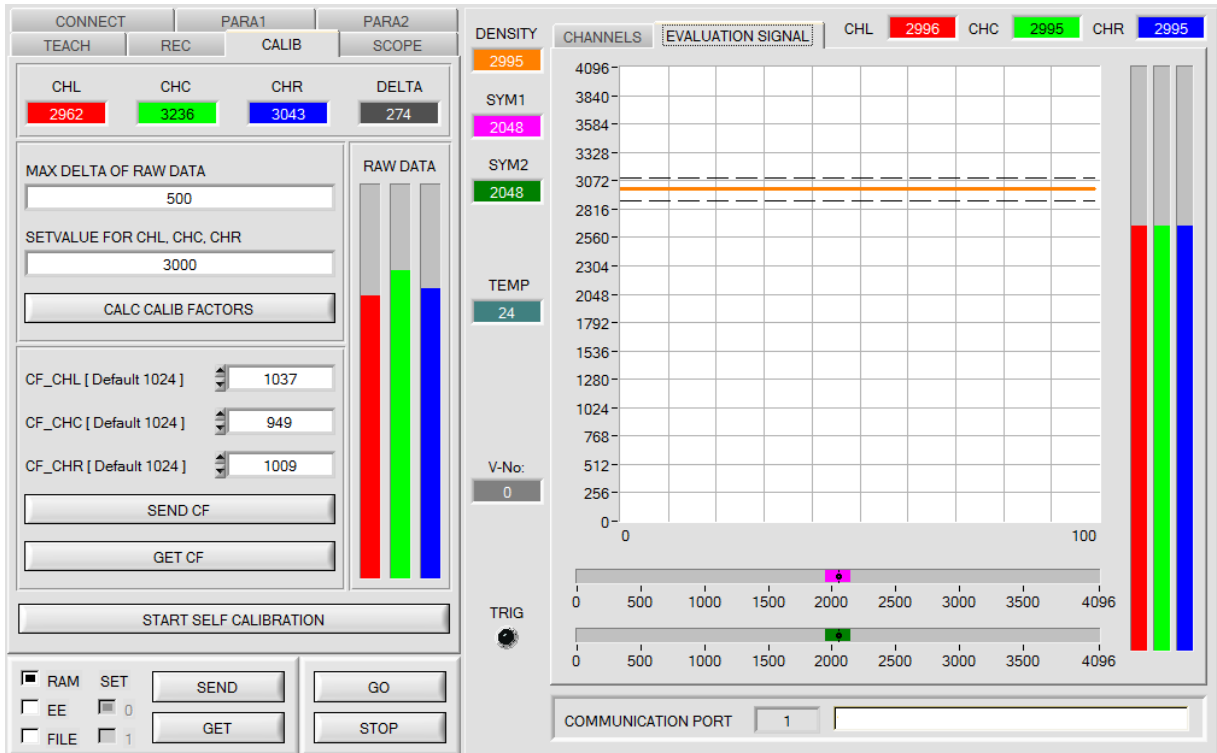 CONNECT PARA1 PARA2
TEACH REC CALIB SCOPE
CHL CHC CHR DELTA
2962 3236 3043 274
MAX DELTA OF RAW DATA
500
SETVALUE FOR CHL, CHC, CHR
3000
CALC CALIB FACTORS
RAW DATA
CF_CHL [ Default 1024 ] 1037
CF_CHC [ Default 1024 ] 949
CF_CHR [ Default 1024 ] 1009
SEND CF
GET CF
START SELF CALIBRATION
RAM SET
EE 0
FILE 1
SEND
GET
GO
STOP
DENSITY
2995
SYM1
2048
SYM2
2048
TEMP
24
V-No:
0
TRIG
CHANNELS EVALUATION SIGNAL CHL 2996 CHC 2995 CHR 2995
4096
3840
3584
3328
3072
2816
2560
2304
2048
1792
1536
1280
1024
768
512
256
0
0 100
0 500 1000 1500 2000 2500 3000 3500 4096
0 500 1000 1500 2000 2500 3000 3500 4096
COMMUNICATION PORT 1